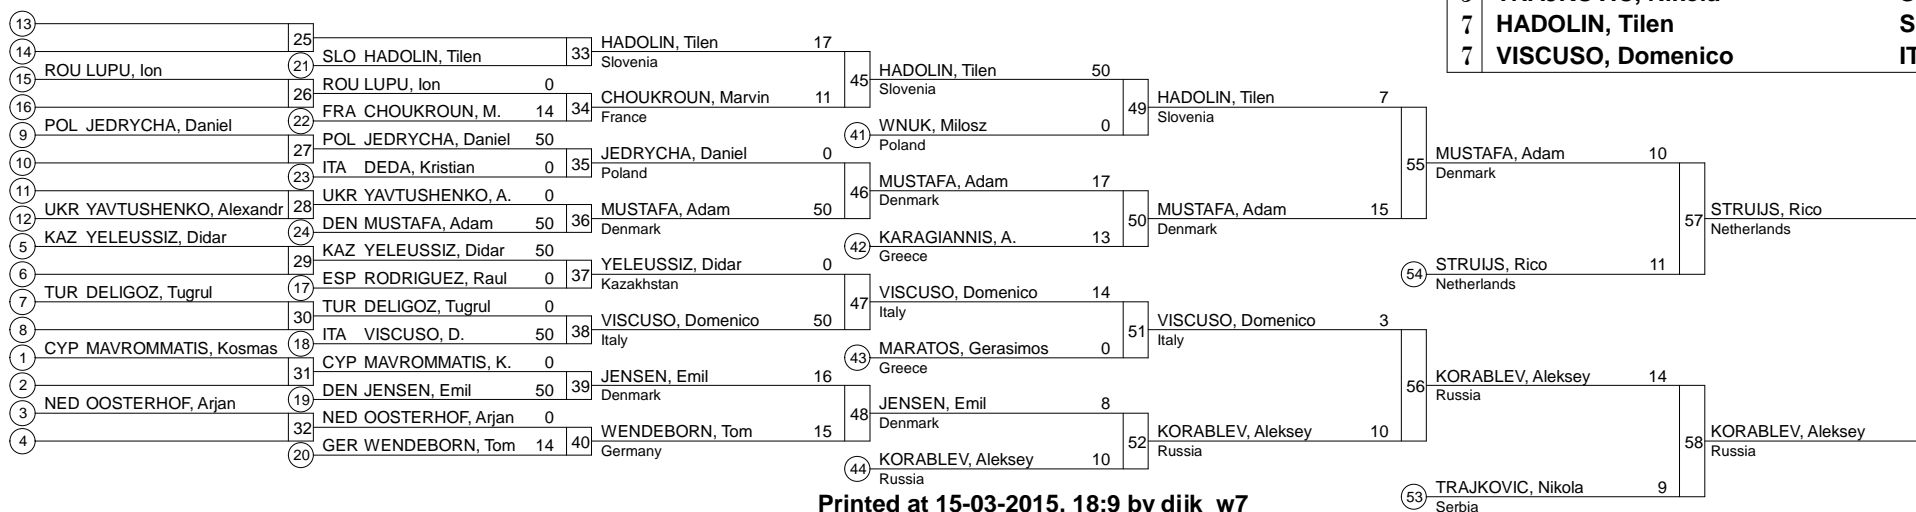 7 HADOLIN, Tilen
7 VISCUSO, Domenico
13
14
15 ROU LUPU, Ion
16
9 POL JEDRYCHA, Daniel
10
11
12 UKR YAVTUSHENKO, Alexandr
5 KAZ YELEUSSIZ, Didar
6
7 TUR DELIGOZ, Tugrul
8
1 CYP MAVROMMATIS, Kosmas
2
3 NED OOSTERHOF, Arjan
4
25
21 SLO HADOLIN, Tilen
26 ROU LUPU, Ion 0
22 FRA CHOUKROUN, M. 14
27 POL JEDRYCHA, Daniel 50
23 ITA DEDA, Kristian 0
28 UKR YAVTUSHENKO, A. 0
24 DEN MUSTAFA, Adam 50
29 KAZ YELEUSSIZ, Didar 50
17 ESP RODRIGUEZ, Raul 0
30 TUR DELIGOZ, Tugrul 0
18 ITA VISCUSO, D. 50
31 CYP MAVROMMATIS, K. 0
19 DEN JENSEN, Emil 50
32 NED OOSTERHOF, Arjan 0
20 GER WENDEBORN, Tom 14
33 HADOLIN, Tilen 17
Slovenia
34 CHOUKROUN, Marvin 11
France
35 JEDRYCHA, Daniel 0
Poland
36 MUSTAFA, Adam 50
Denmark
37 YELEUSSIZ, Didar 0
Kazakhstan
38 VISCUSO, Domenico 50
Italy
39 JENSEN, Emil 16
Denmark
40 WENDEBORN, Tom 15
Germany
45 HADOLIN, Tilen 50
Slovenia
41 WNUK, Milosz 0
Poland
46 MUSTAFA, Adam 17
Denmark
42 KARAGIANNIS, A. 13
Greece
47 VISCUSO, Domenico 14
Italy
43 MARATOS, Gerasimos 0
Greece
48 JENSEN, Emil 8
Denmark
44 KORABLEV, Aleksey 10
Russia
49 HADOLIN, Tilen 7
Slovenia
50 MUSTAFA, Adam 15
Denmark
51 VISCUSO, Domenico 3
Italy
52 KORABLEV, Aleksey 10
Russia
55 MUSTAFA, Adam 10
Denmark
54 STRUIJS, Rico 11
Netherlands
56 KORABLEV, Aleksey 14
Russia
53 TRAJKOVIC, Nikola 9
Serbia
57 STRUIJS, Rico
Netherlands
58 KORABLEV, Aleksey
Russia
Printed at 15-03-2015, 18:9 by djjk_w7